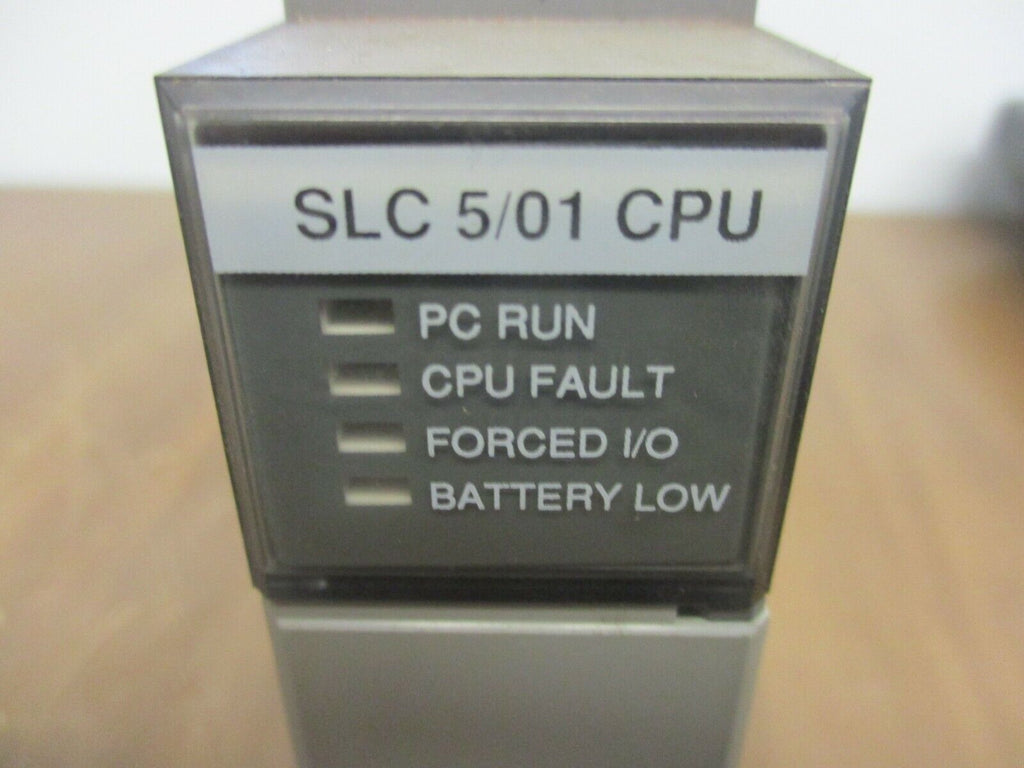 SLC 5/01 CPU
PC RUN
CPU FAULT
FORCED I/O
BATTERY LOW